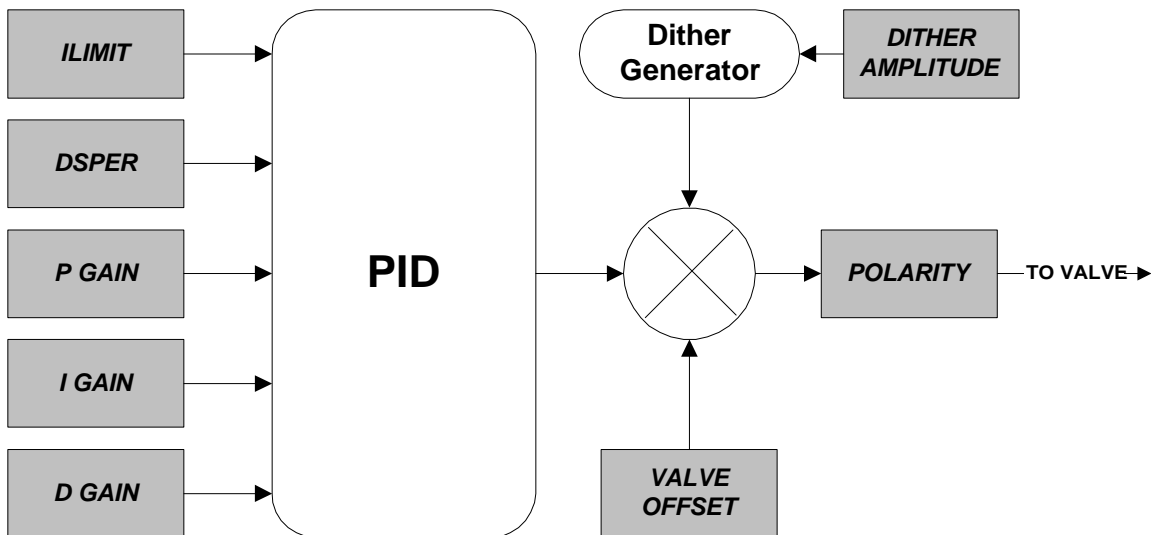 ILIMIT
DSPER
P GAIN
I GAIN
D GAIN
PID
Dither
Generator
DITHER
AMPLITUDE
VALVE
OFFSET
POLARITY
TO VALVE